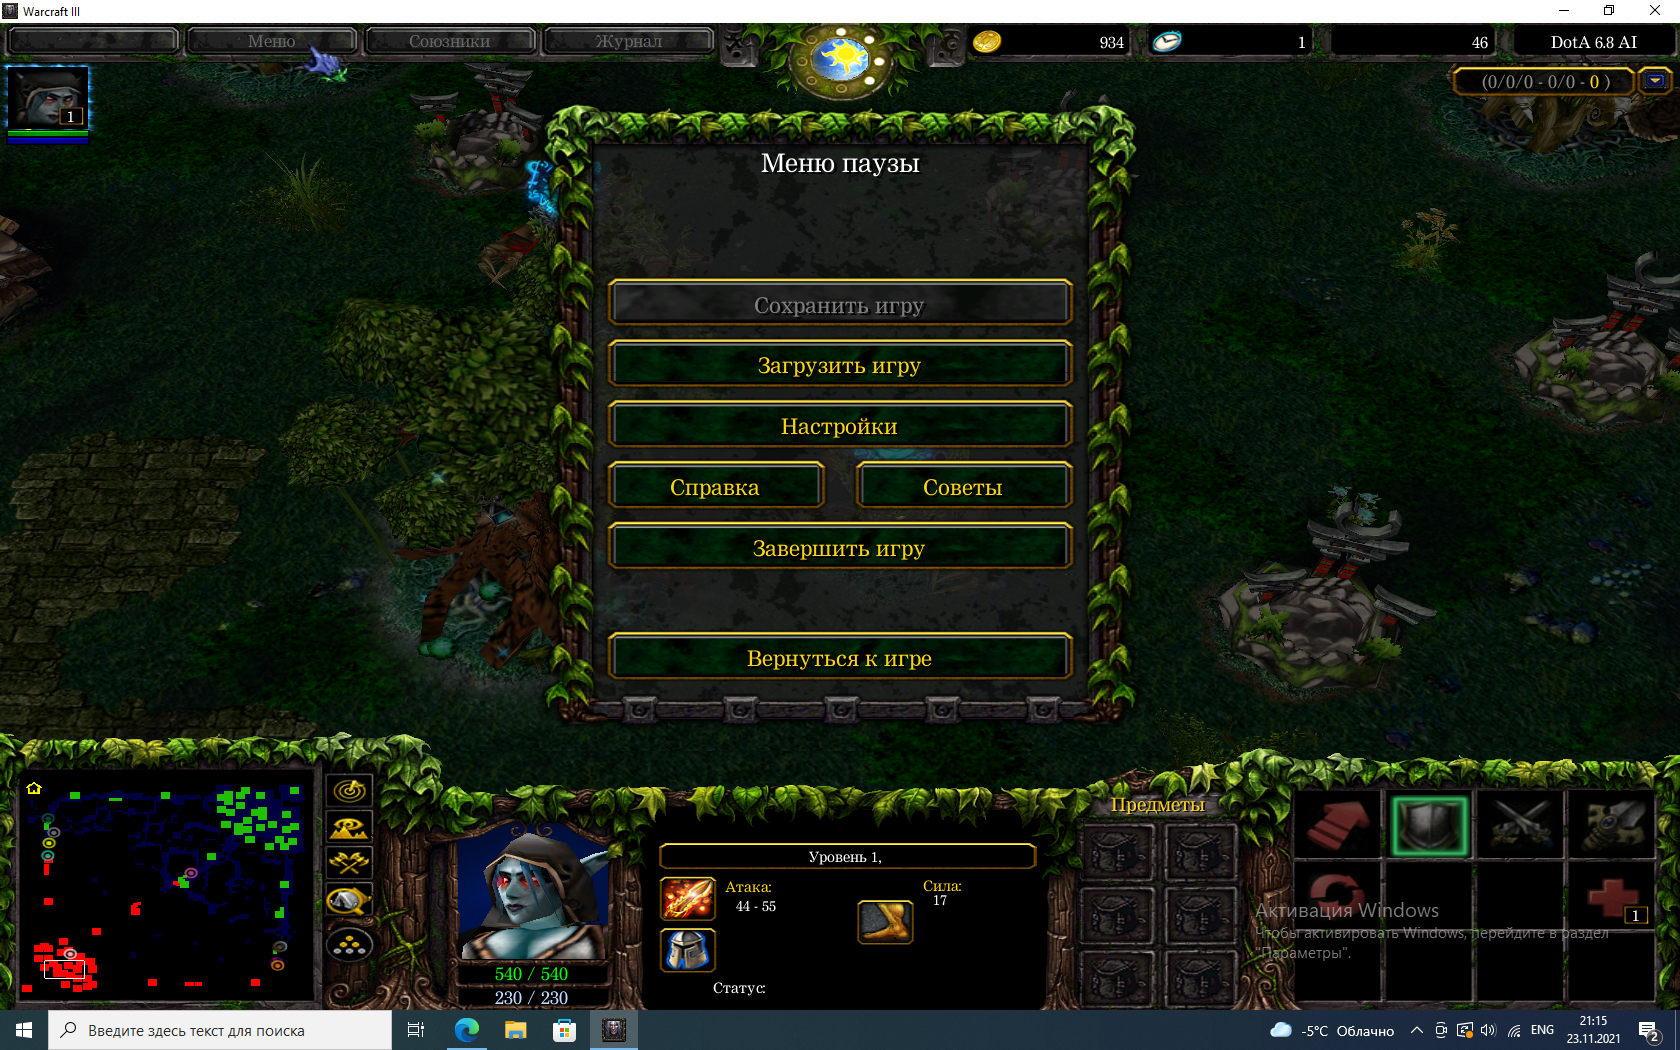 Warcraft III
Меню
Союзники
Журнал
934
1
46
DotA 6.8 AI
(0/0/0 - 0/0 - 0 )
1
Меню паузы
Сохранить игру
Загрузить игру
Настройки
Справка
Советы
Завершить игру
Вернуться к игре
Предметы
Уровень 1,
Атака:
44 - 55
Сила:
17
Статус:
540 / 540
230 / 230
1
Активация Windows
Чтобы активировать Windows, перейдите в раздел
"Параметры".
Введите здесь текст для поиска
-5°C Облачно
ENG
21:15
23.11.2021
2